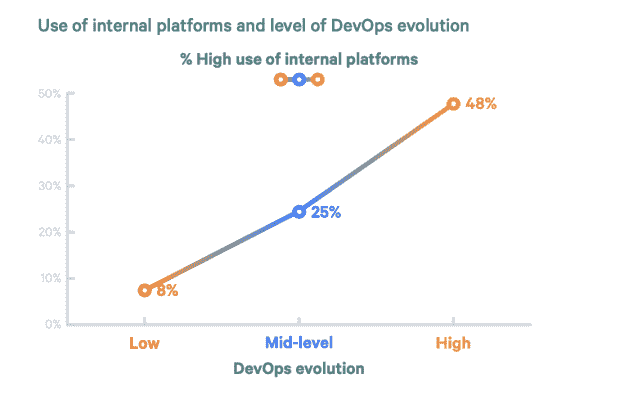 Use of internal platforms and level of DevOps evolution
% High use of internal platforms
50%
48%
40%
30%
25%
20%
10%
8%
0%
Low Mid-level High
DevOps evolution